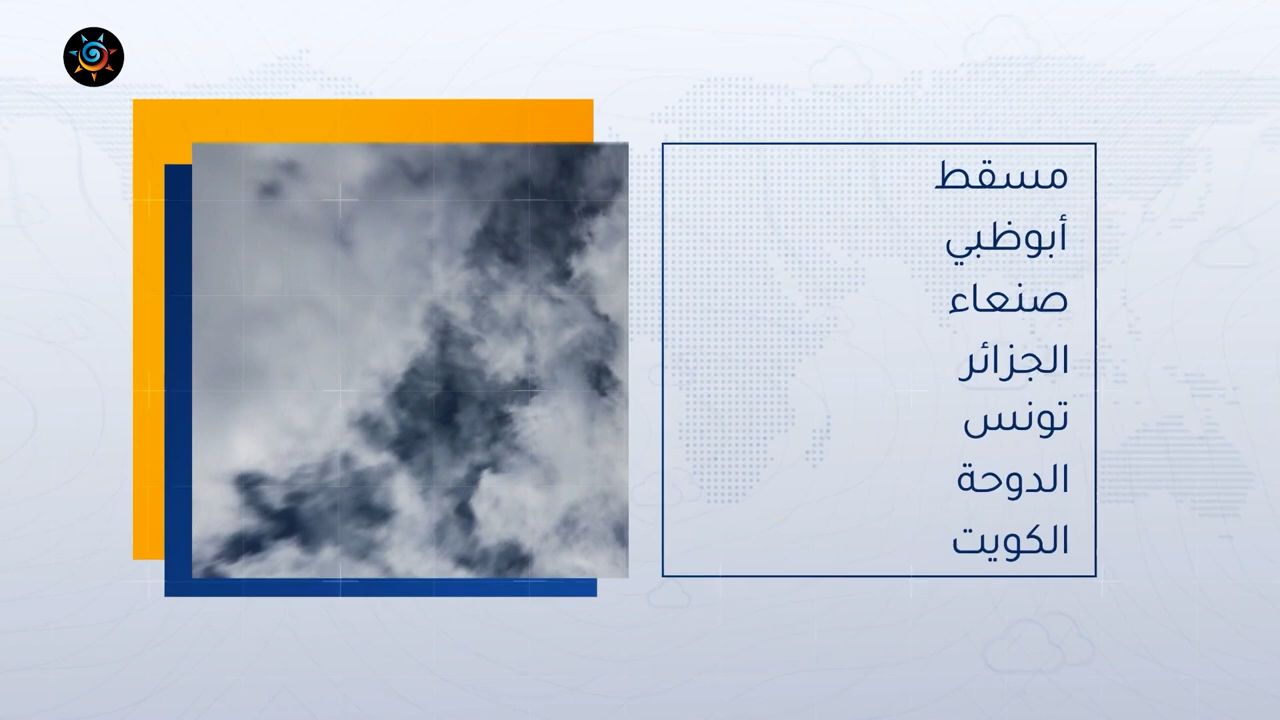 مسقط
أبوظبي
صنعاء
الجزائر
تونس
الدوحة
الكويت